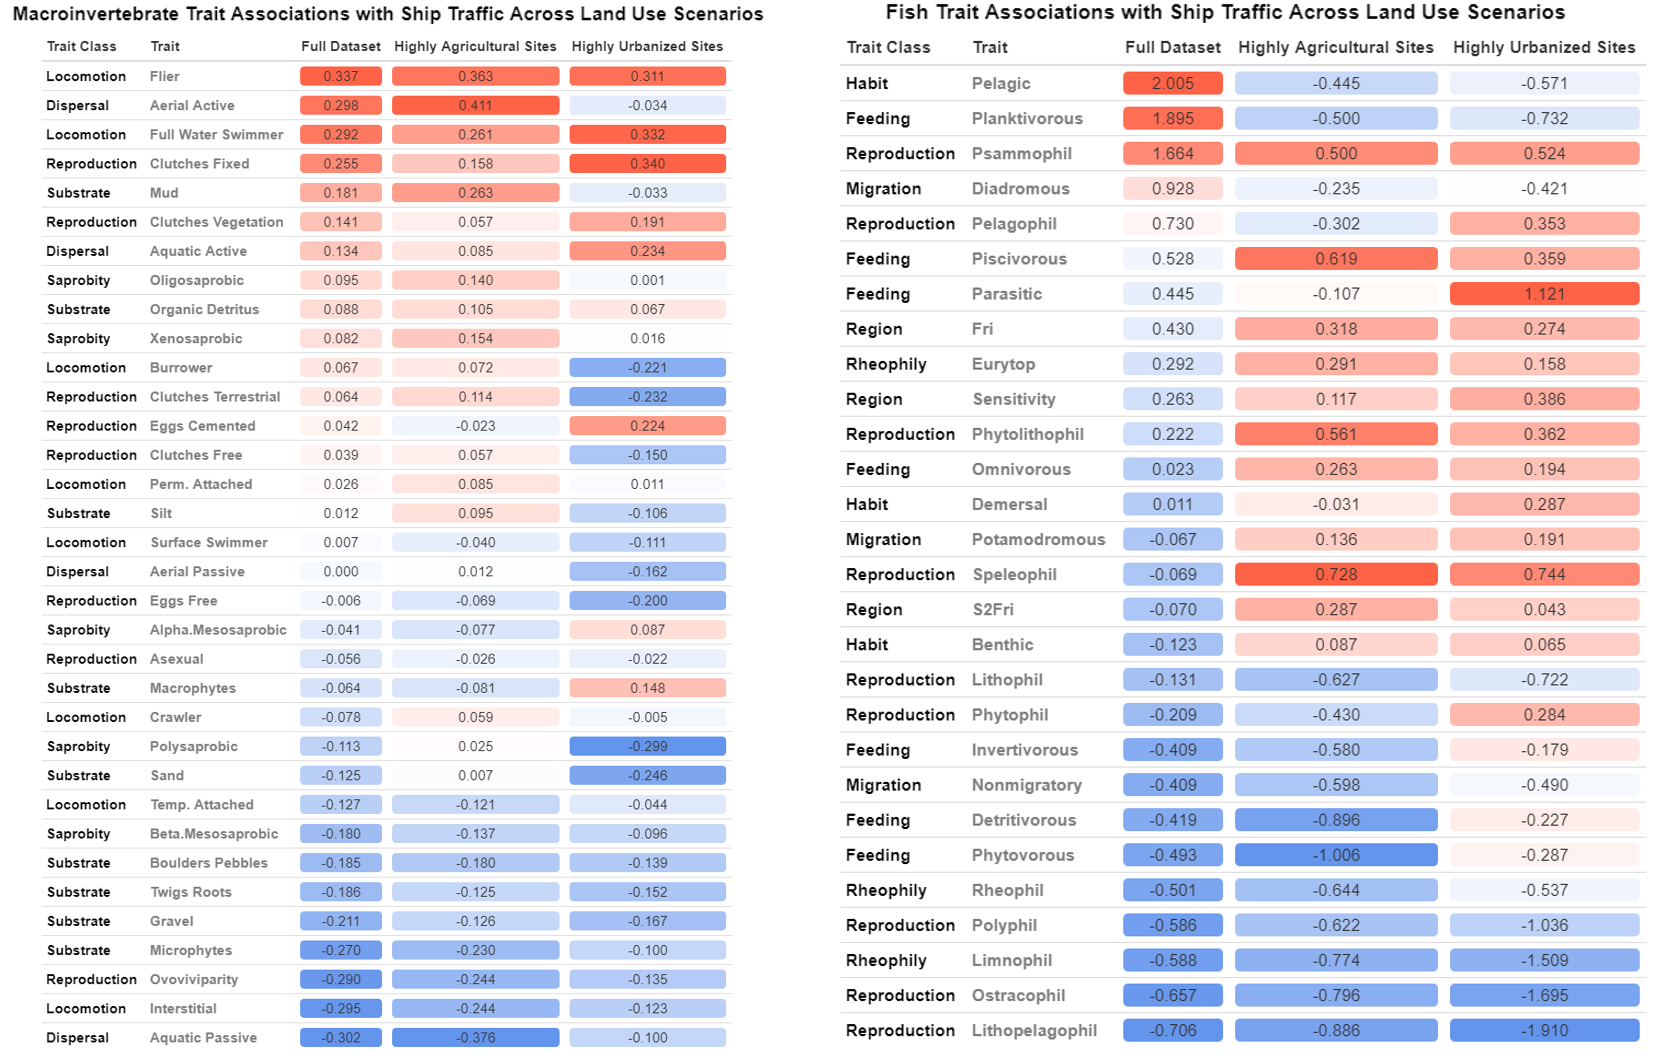 Macroinvertebrate Trait Associations with Ship Traffic Across Land Use Scenarios
Trait Class Trait Full Dataset Highly Agricultural Sites Highly Urbanized Sites
Locomotion Flier 0.337 0.363 0.311
Dispersal Aerial Active 0.298 0.411 -0.034
Locomotion Full Water Swimmer 0.292 0.261 0.332
Reproduction Clutches Fixed 0.255 0.158 0.340
Substrate Mud 0.181 0.263 -0.033
Reproduction Clutches Vegetation 0.141 0.057 0.191
Dispersal Aquatic Active 0.134 0.085 0.234
Saprobity Oligosaprobic 0.095 0.140 0.001
Substrate Organic Detritus 0.088 0.105 0.067
Saprobity Xenosaprobic 0.082 0.154 0.016
Locomotion Burrower 0.067 0.072 -0.221
Reproduction Clutches Terrestrial 0.064 0.114 -0.232
Reproduction Eggs Cemented 0.042 -0.023 0.224
Reproduction Clutches Free 0.039 0.057 -0.150
Locomotion Perm. Attached 0.026 0.085 0.011
Substrate Silt 0.012 0.095 -0.106
Locomotion Surface Swimmer 0.007 -0.040 -0.111
Dispersal Aerial Passive 0.000 0.012 -0.162
Reproduction Eggs Free -0.006 -0.069 -0.200
Saprobity Alpha.Mesosaprobic -0.041 -0.077 0.087
Reproduction Asexual -0.056 -0.026 -0.022
Substrate Macrophytes -0.064 -0.081 0.148
Locomotion Crawler -0.078 0.059 -0.005
Saprobity Polysaprobic -0.113 0.025 -0.299
Substrate Sand -0.125 0.007 -0.246
Locomotion Temp. Attached -0.127 -0.121 -0.044
Saprobity Beta.Mesosaprobic -0.180 -0.137 -0.096
Substrate Boulders Pebbles -0.185 -0.180 -0.139
Substrate Twigs Roots -0.186 -0.125 -0.152
Substrate Gravel -0.211 -0.126 -0.167
Substrate Microphytes -0.270 -0.230 -0.100
Reproduction Ovoviviparity -0.290 -0.244 -0.135
Locomotion Interstitial -0.295 -0.244 -0.123
Dispersal Aquatic Passive -0.302 -0.376 -0.100
Fish Trait Associations with Ship Traffic Across Land Use Scenarios
Trait Class Trait Full Dataset Highly Agricultural Sites Highly Urbanized Sites
Habit Pelagic 2.005 -0.445 -0.571
Feeding Planktivorous 1.895 -0.500 -0.732
Reproduction Psammophil 1.664 0.500 0.524
Migration Diadromous 0.928 -0.235 -0.421
Reproduction Pelagophil 0.730 -0.302 0.353
Feeding Piscivorous 0.528 0.619 0.359
Feeding Parasitic 0.445 -0.107 1.121
Region Fri 0.430 0.318 0.274
Rheophily Eurytop 0.292 0.291 0.158
Region Sensitivity 0.263 0.117 0.386
Reproduction Phytolithophil 0.222 0.561 0.362
Feeding Omnivorous 0.023 0.263 0.194
Habit Demersal 0.011 -0.031 0.287
Migration Potamodromous -0.067 0.136 0.191
Reproduction Speleophil -0.069 0.728 0.744
Region S2Fri -0.070 0.287 0.043
Habit Benthic -0.123 0.087 0.065
Reproduction Lithophil -0.131 -0.627 -0.722
Reproduction Phytophil -0.209 -0.430 0.284
Feeding Invertivorous -0.409 -0.580 -0.179
Migration Nonmigratory -0.409 -0.598 -0.490
Feeding Detritivorous -0.419 -0.896 -0.227
Feeding Phytovorous -0.493 -1.006 -0.287
Rheophily Rheophil -0.501 -0.644 -0.537
Reproduction Polyphil -0.586 -0.622 -1.036
Rheophily Limnophil -0.588 -0.774 -1.509
Reproduction Ostracophil -0.657 -0.796 -1.695
Reproduction Lithopelagophil -0.706 -0.886 -1.910